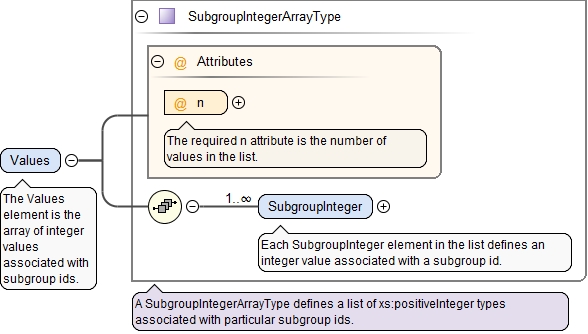 SubgroupIntegerArrayType
@ Attributes
@ n
The required n attribute is the number of
values in the list.
Values
The Values
element is the
array of integer
values
associated with
subgroup ids.
1..∞
SubgroupInteger
Each SubgroupInteger element in the list defines an
integer value associated with a subgroup id.
A SubgroupIntegerArrayType defines a list of xs:positiveInteger types
associated with particular subgroup ids.